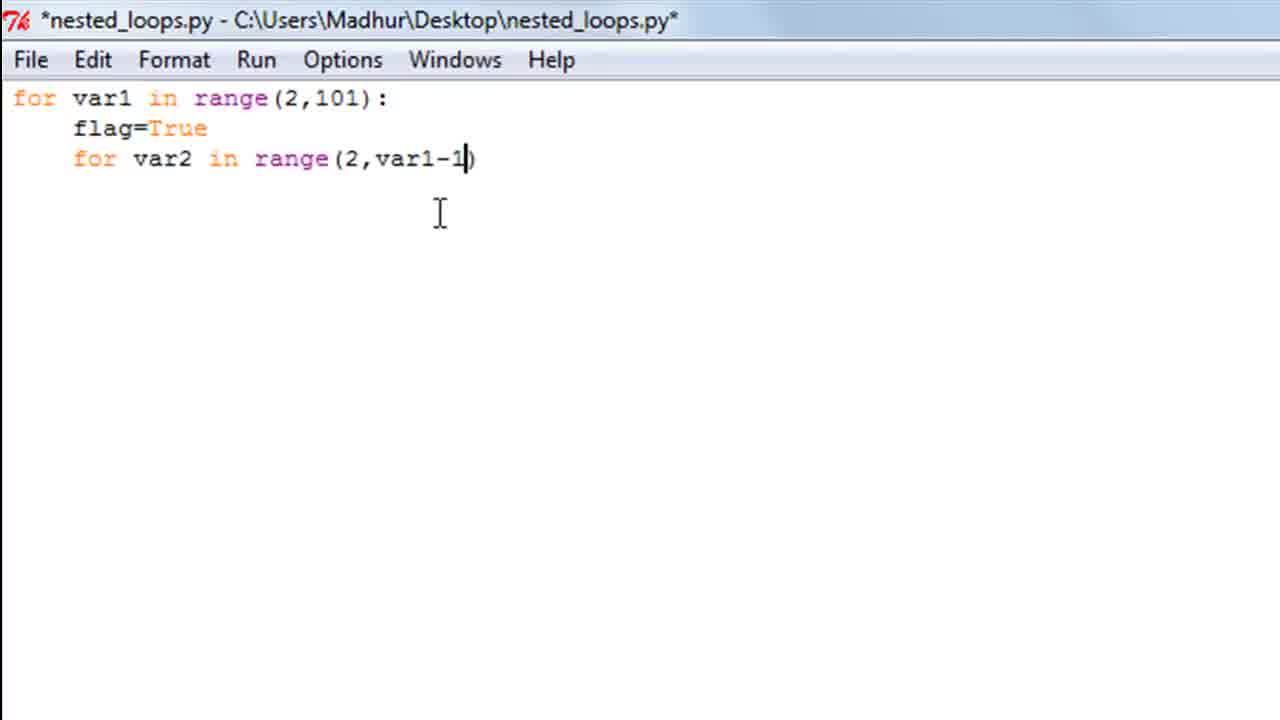 *nested_loops.py - C:\Users\Madhur\Desktop\nested_loops.py*
File Edit Format Run Options Windows Help
for var1 in range(2,101):
    flag=True
    for var2 in range(2,var1-1)